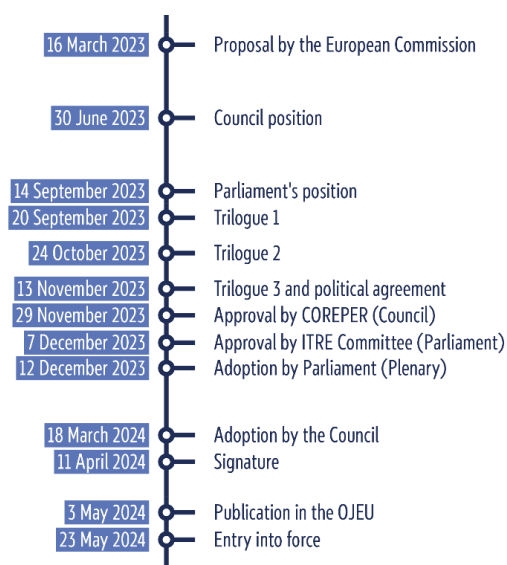 16 March 2023 Proposal by the European Commission
30 June 2023 Council position
14 September 2023 Parliament's position
20 September 2023 Trilogue 1
24 October 2023 Trilogue 2
13 November 2023 Trilogue 3 and political agreement
29 November 2023 Approval by COREPER (Council)
7 December 2023 Approval by ITRE Committee (Parliament)
12 December 2023 Adoption by Parliament (Plenary)
18 March 2024 Adoption by the Council
11 April 2024 Signature
3 May 2024 Publication in the OJEU
23 May 2024 Entry into force